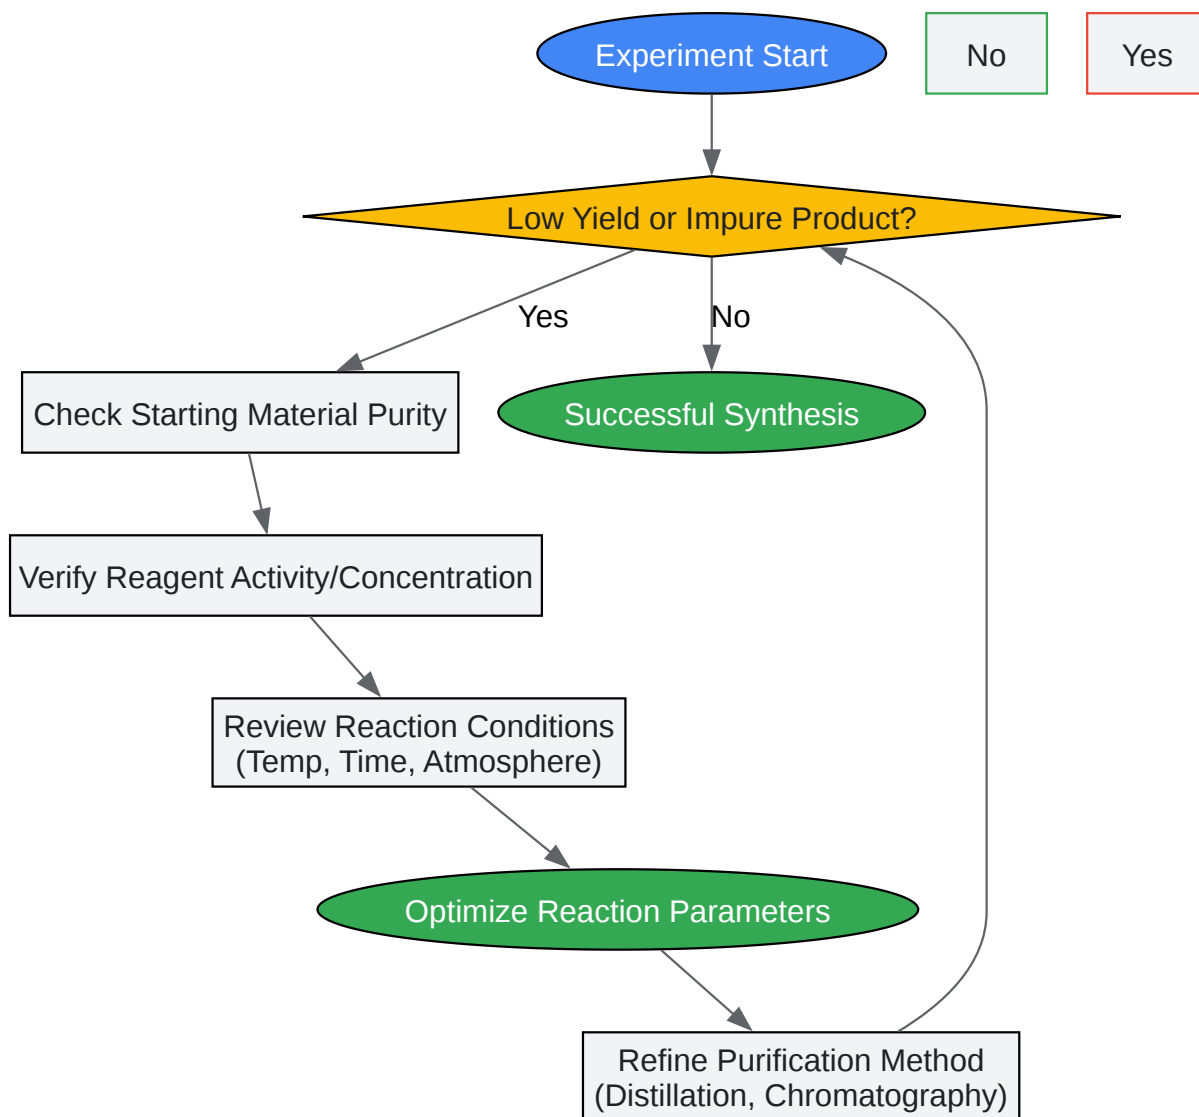 Experiment Start
No
Yes
Low Yield or Impure Product?
Yes
No
Check Starting Material Purity
Successful Synthesis
Verify Reagent Activity/Concentration
Review Reaction Conditions
(Temp, Time, Atmosphere)
Optimize Reaction Parameters
Refine Purification Method
(Distillation, Chromatography)